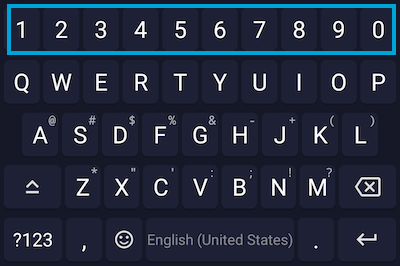 1 2 3 4 5 6 7 8 9 0
Q W E R T Y U I O P
@ # $ % & - + ( )
A S D F G H J K L
* " ' : ; ! ?
Z X C V B N M
?123 , English (United States) .